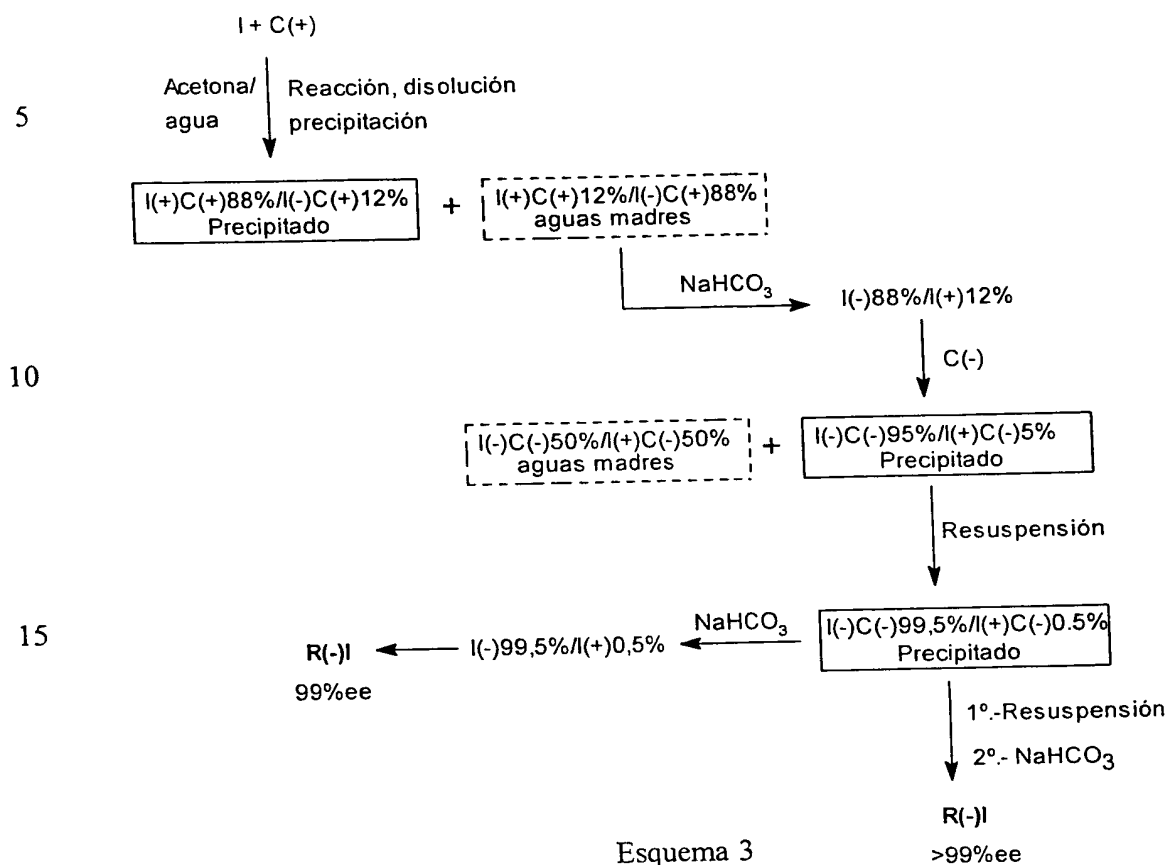 I + C(+)
Acetona/
agua
Reacción, disolución
precipitación
5
I(+)C(+)88%/I(-)C(+)12%
Precipitado
+
I(+)C(+)12%/I(-)C(+)88%
aguas madres
NaHCO3
I(-)88%/I(+)12%
10
C(-)
I(-)C(-)50%/I(+)C(-)50%
aguas madres
+
I(-)C(-)95%/I(+)C(-)5%
Precipitado
Resuspensión
15
R(-)I
99%ee
I(-)99,5%/I(+)0,5%
NaHCO3
I(-)C(-)99,5%/I(+)C(-)0.5%
Precipitado
1º.-Resuspensión
2º.- NaHCO3
R(-)I
>99%ee
Esquema 3